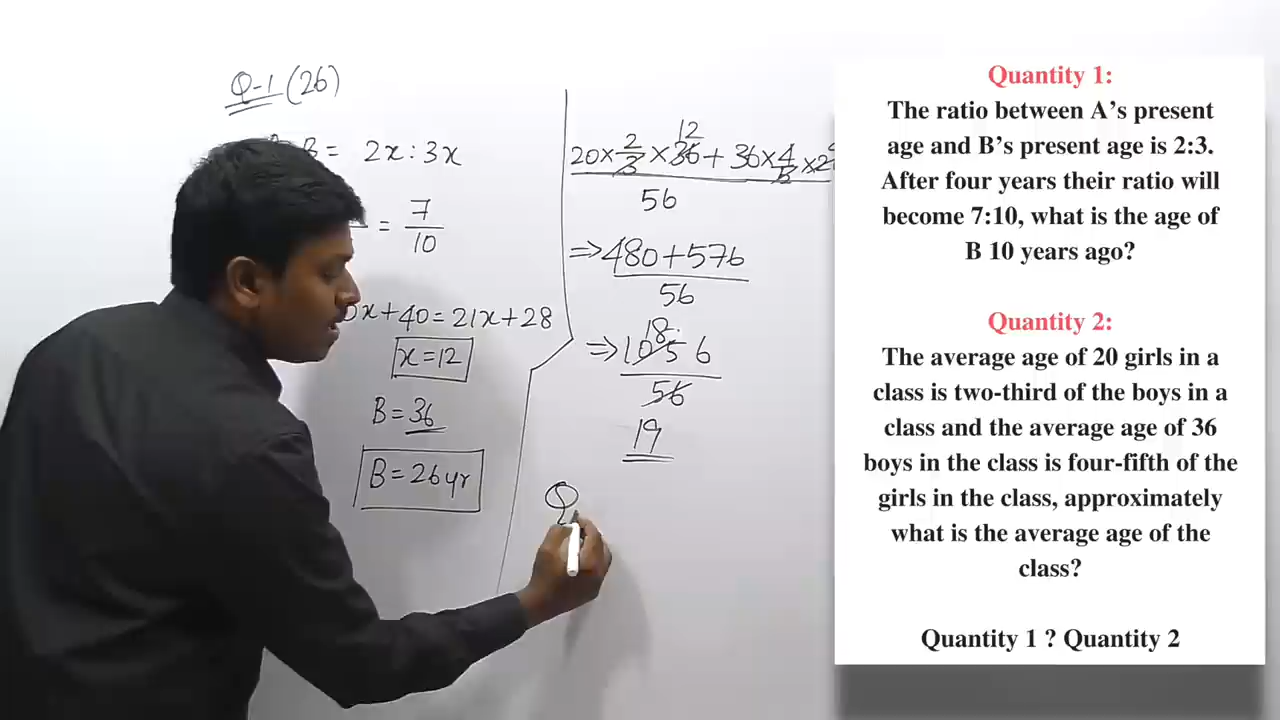 Q-1 (26)
B = 2x : 3x
= 7/10
x + 40 = 21x + 28
x = 12
B = 36
B = 26 yr
12
20 × 2/3 × 36 + 36 × 4/5 × 2
56
⇒ 480 + 576
56
18
⇒ 1056
56
19
Q
Quantity 1:
The ratio between A's present
age and B's present age is 2:3.
After four years their ratio will
become 7:10, what is the age of
B 10 years ago?
Quantity 2:
The average age of 20 girls in a
class is two-third of the boys in a
class and the average age of 36
boys in the class is four-fifth of the
girls in the class, approximately
what is the average age of the
class?
Quantity 1 ? Quantity 2